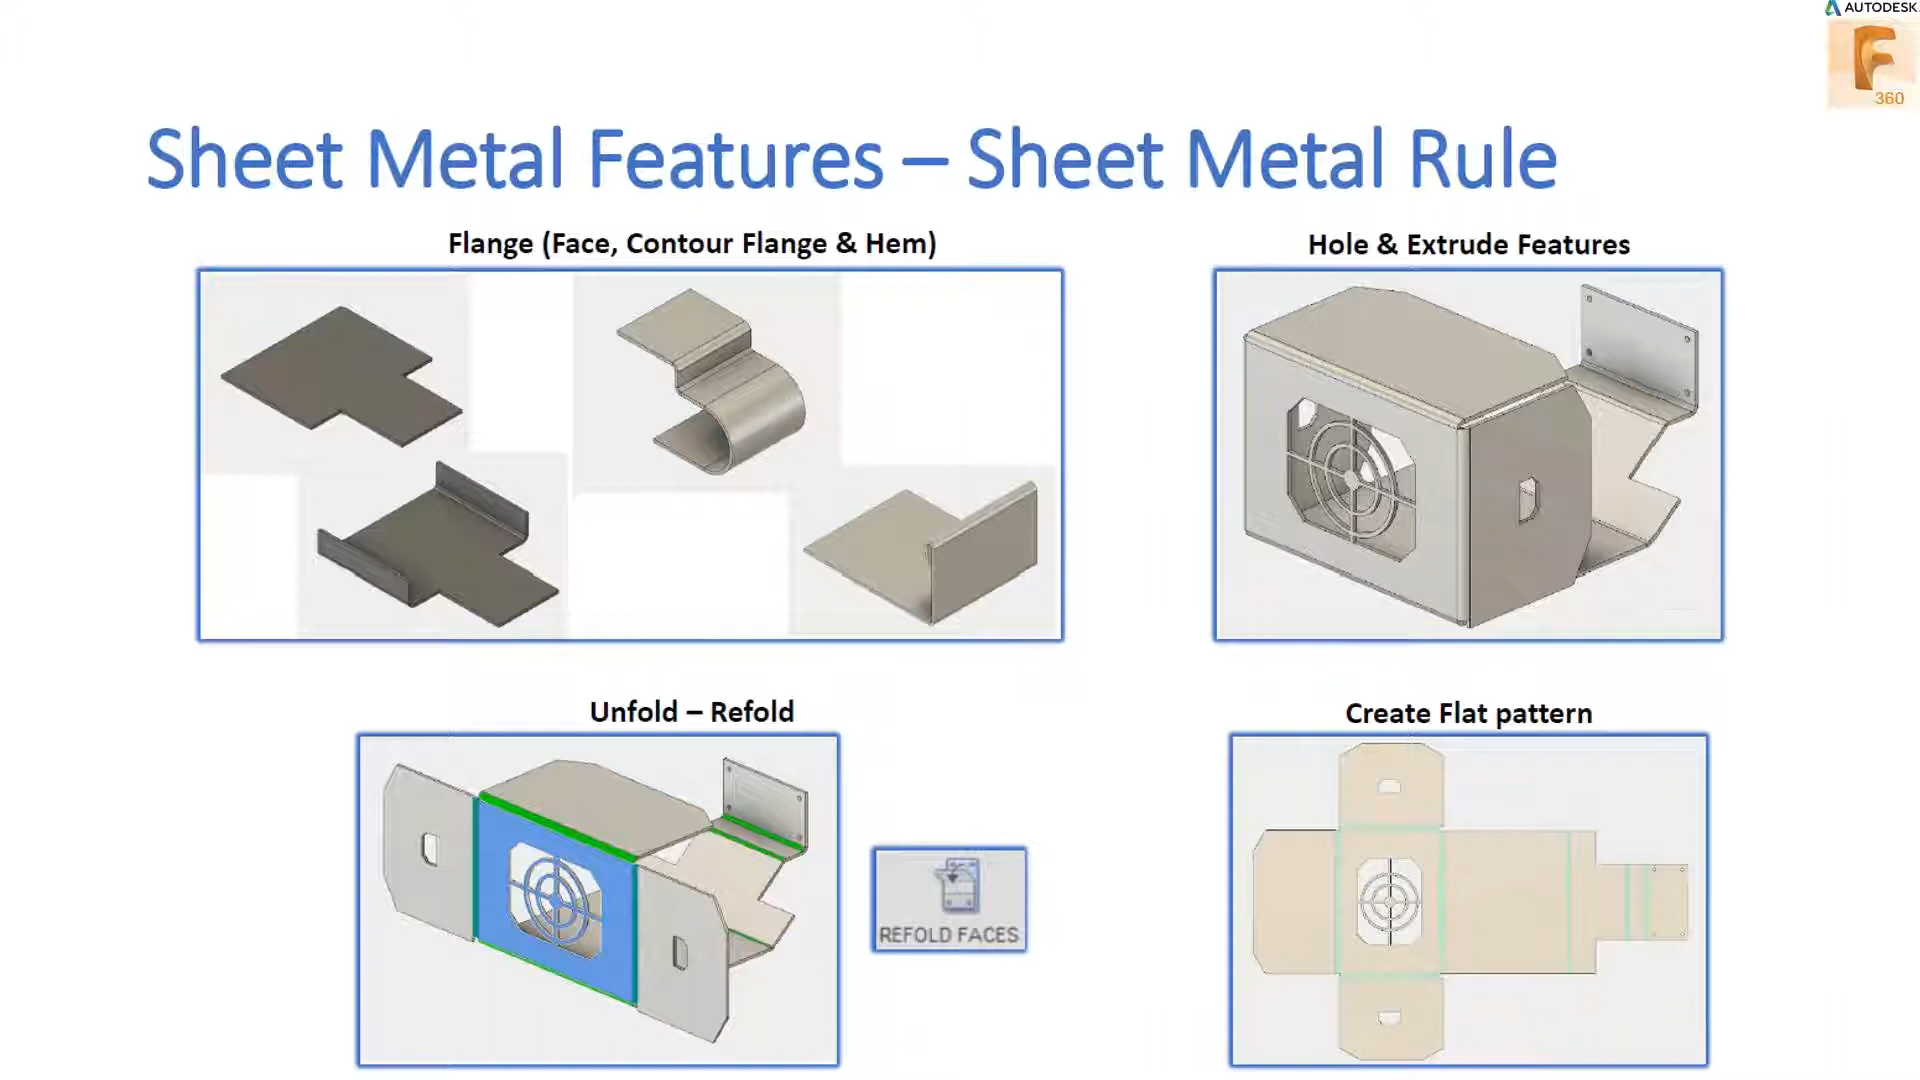 AUTODESK
360
Sheet Metal Features – Sheet Metal Rule
Flange (Face, Contour Flange & Hem)
Hole & Extrude Features
Unfold – Refold
Create Flat pattern
REFOLD FACES